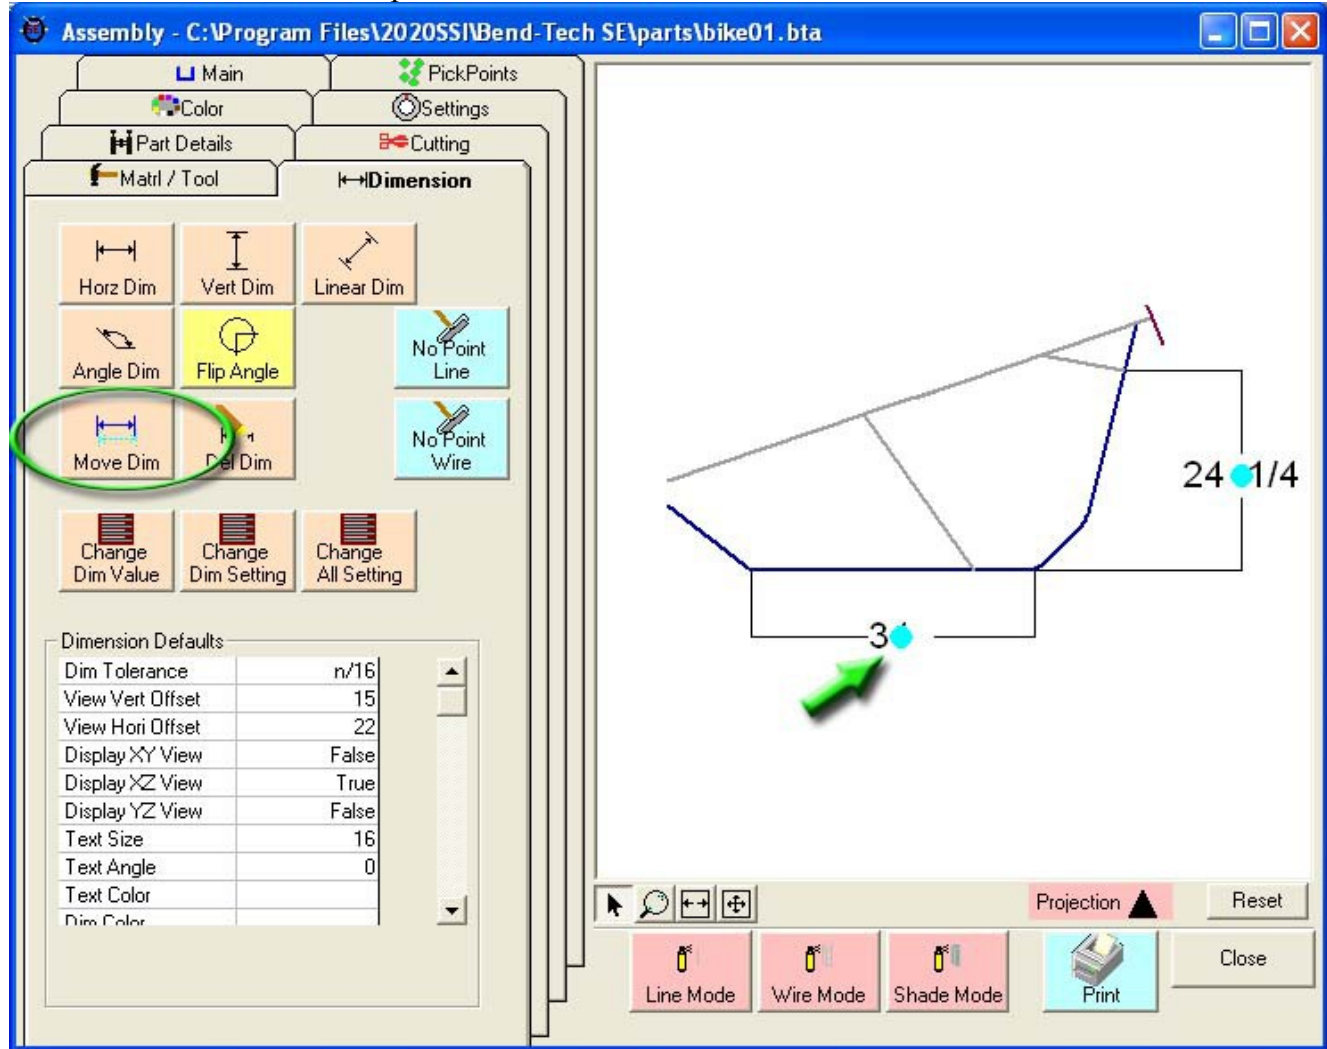 Assembly - C:\Program Files\2020SSI\Bend-Tech SE\parts\bike01.bta
Main
PickPoints
Color
Settings
Part Details
Cutting
Matrl / Tool
Dimension
Horz Dim
Vert Dim
Linear Dim
Angle Dim
Flip Angle
No Point
Line
Move Dim
Del Dim
No Point
Wire
Change
Dim Value
Change
Dim Setting
Change
All Setting
Dimension Defaults
Dim Tolerance n/16
View Vert Offset 15
View Hori Offset 22
Display XY View False
Display XZ View True
Display YZ View False
Text Size 16
Text Angle 0
Text Color
Dim Color
24 1/4
Projection
Reset
Line Mode
Wire Mode
Shade Mode
Print
Close